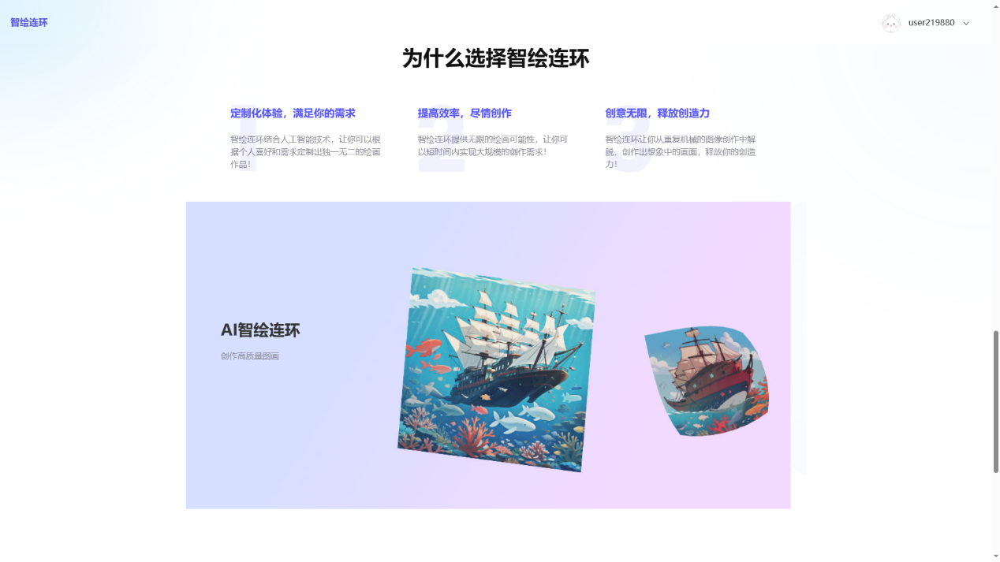 智绘连环
user219880
为什么选择智绘连环
1
定制化体验，满足你的需求
智绘连环结合人工智能技术，让你可以根
据个人喜好和需求定制出独一无二的绘画
作品！
2
提高效率，尽情创作
智绘连环提供无限的绘画可能性，让你可
以短时间内实现大规模的创作需求！
3
创意无限，释放创造力
智绘连环让你从重复机械的图像创作中解
脱，创作出想象中的画面，释放你的创造
力！
AI智绘连环
创作高质量图画